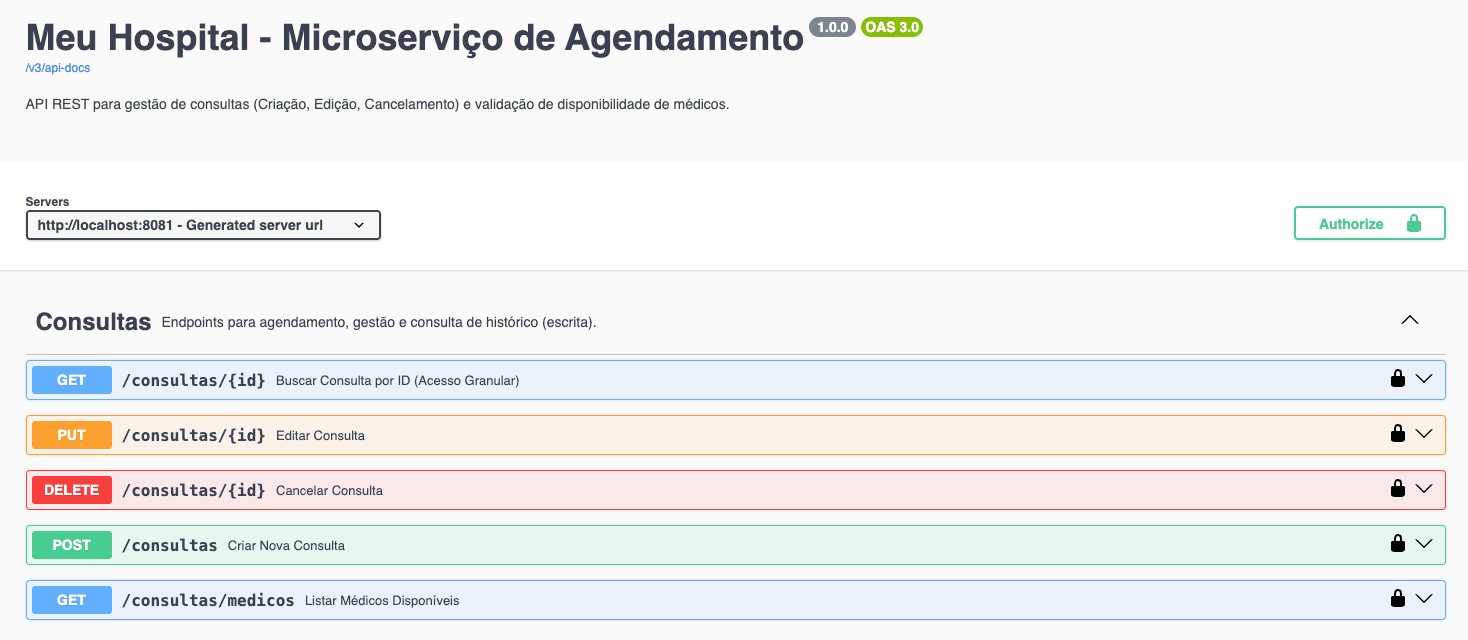 Meu Hospital - Microserviço de Agendamento 1.0.0 OAS 3.0
/v3/api-docs
API REST para gestão de consultas (Criação, Edição, Cancelamento) e validação de disponibilidade de médicos.
Servers
http://localhost:8081 - Generated server url
Authorize
Consultas Endpoints para agendamento, gestão e consulta de histórico (escrita).
GET /consultas/{id} Buscar Consulta por ID (Acesso Granular)
PUT /consultas/{id} Editar Consulta
DELETE /consultas/{id} Cancelar Consulta
POST /consultas Criar Nova Consulta
GET /consultas/medicos Listar Médicos Disponíveis